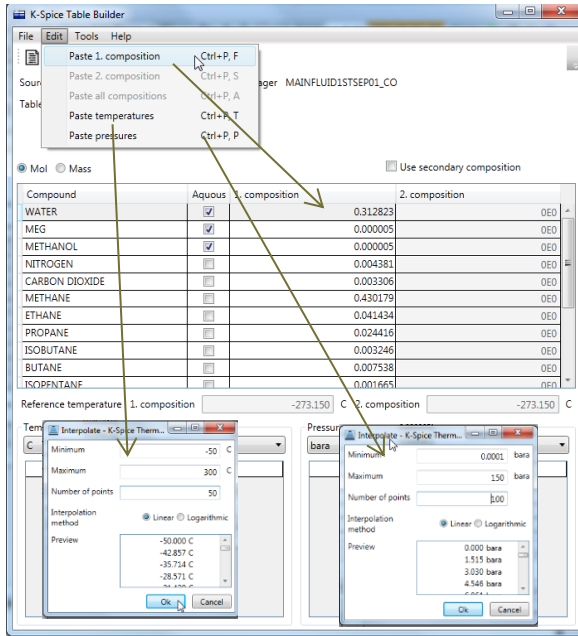 K-Spice Table Builder
File Edit Tools Help
Paste 1. composition Ctrl+P, F
Paste 2. composition Ctrl+P, S
Paste all compositions Ctrl+P, A
Paste temperatures Ctrl+P, T
Paste pressures Ctrl+P, P
Sour
ager MAINFLUID1STSEP01_CO
Table
Mol Mass Use secondary composition
Compound Aquous 1. composition 2. composition
WATER 0.312823 0E0
MEG 0.000005 0E0
METHANOL 0.000005 0E0
NITROGEN 0.004381 0E0
CARBON DIOXIDE 0.003306 0E0
METHANE 0.430179 0E0
ETHANE 0.041434 0E0
PROPANE 0.024416 0E0
ISOBUTANE 0.003246 0E0
BUTANE 0.007538 0E0
ISOPENTANE 0.001665 0E0
Reference temperature 1. composition -273.150 C 2. composition -273.150 C
Tem
Pressur
C
bara
Interpolate - K-Spice Therm...
Minimum -50 C
Maximum 300 C
Number of points 50
Interpolation method Linear Logarithmic
Preview
-50.000 C
-42.857 C
-35.714 C
-28.571 C
Ok Cancel
Interpolate - K-Spice Therm...
Minimum 0.0001 bara
Maximum 150 bara
Number of points 100
Interpolation method Linear Logarithmic
Preview
0.000 bara
1.515 bara
3.030 bara
4.546 bara
Ok Cancel